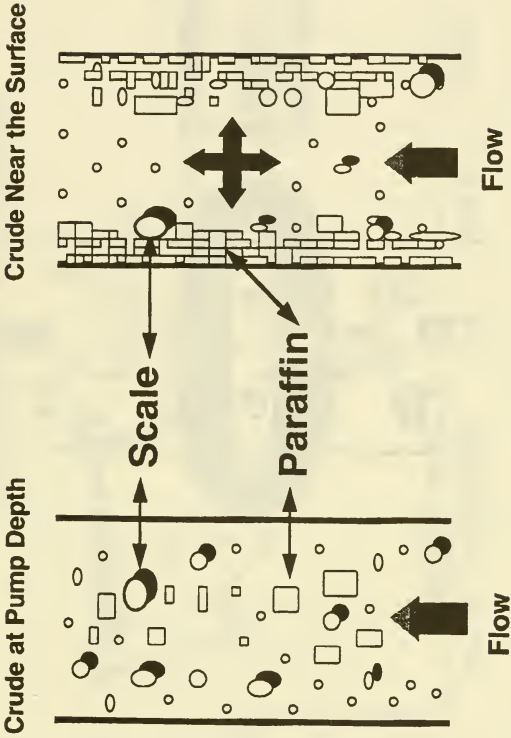 Crude at Pump Depth
Crude Near the Surface
Scale
Paraffin
Flow
Flow